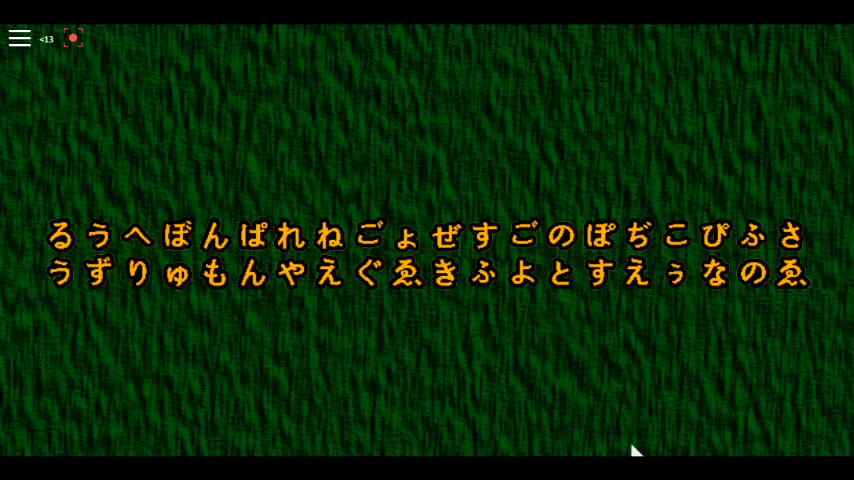 <13
るうへぼんぱれねごょぜすごのぽぢこぴふさ
うずりゅもんやえぐゑきふよとすえぅなのゑ